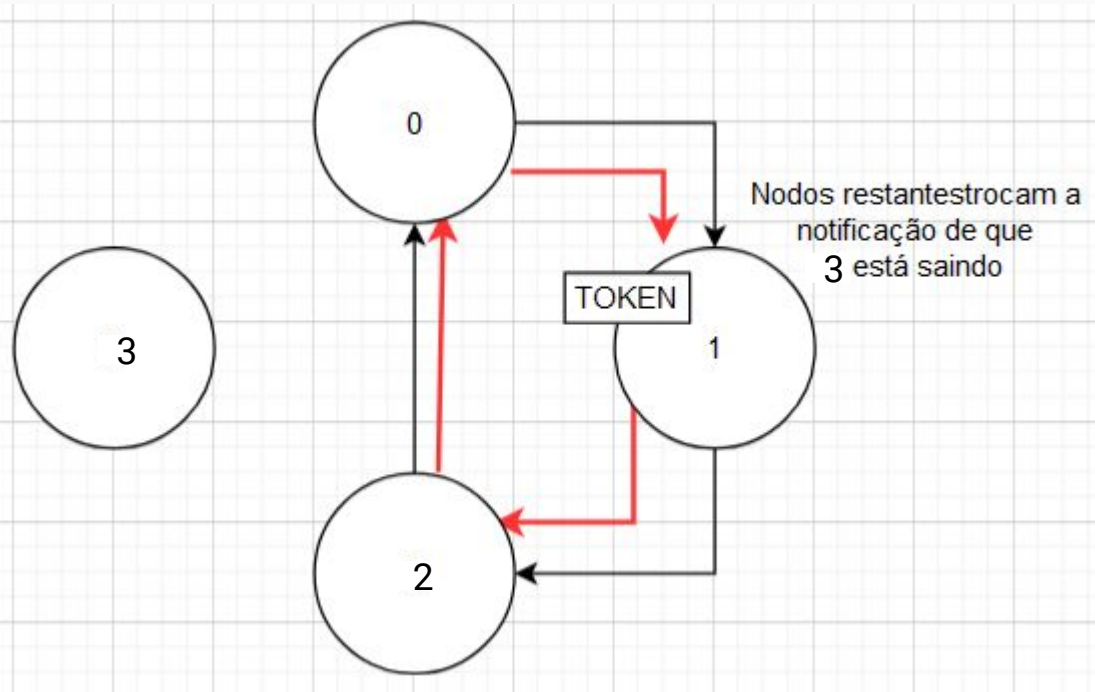 0
Nodos restantestrocam a
notificação de que
3 está saindo
TOKEN
3
1
2